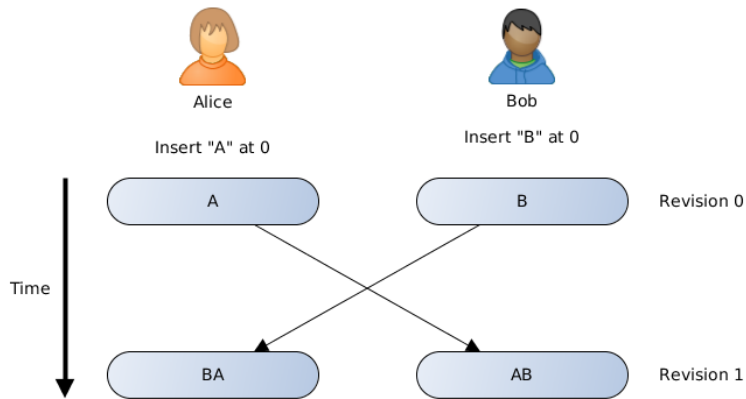 Alice
Bob
Insert "A" at 0
Insert "B" at 0
A
B
Revision 0
Time
BA
AB
Revision 1